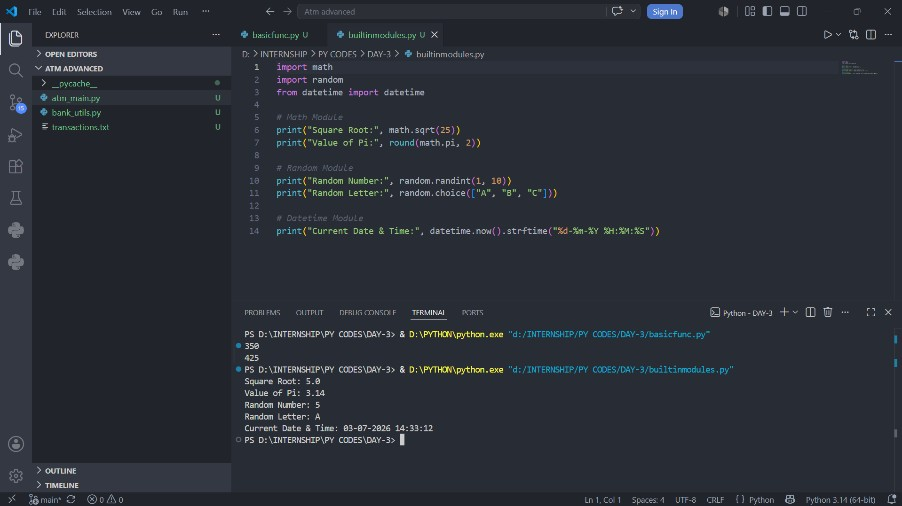 File Edit Selection View Go Run ··· Atm advanced Sign In
EXPLORER ···
OPEN EDITORS
ATM ADVANCED
__pycache__
atm_main.py U
bank_utils.py U
transactions.txt U
OUTLINE
TIMELINE
15
basicfunc.py U builtinmodules.py U
D: > INTERNSHIP > PY CODES > DAY-3 > builtinmodules.py
1 import math
2 import random
3 from datetime import datetime
4
5 # Math Module
6 print("Square Root:", math.sqrt(25))
7 print("Value of Pi:", round(math.pi, 2))
8
9 # Random Module
10 print("Random Number:", random.randint(1, 10))
11 print("Random Letter:", random.choice(["A", "B", "C"]))
12
13 # Datetime Module
14 print("Current Date & Time:", datetime.now().strftime("%d-%m-%Y %H:%M:%S"))
PROBLEMS OUTPUT DEBUG CONSOLE TERMINAL PORTS Python - DAY-3
PS D:\INTERNSHIP\PY CODES\DAY-3> & D:\PYTHON\python.exe "d:/INTERNSHIP/PY CODES/DAY-3/basicfunc.py"
350
425
PS D:\INTERNSHIP\PY CODES\DAY-3> & D:\PYTHON\python.exe "d:/INTERNSHIP/PY CODES/DAY-3/builtinmodules.py"
Square Root: 5.0
Value of Pi: 3.14
Random Number: 5
Random Letter: A
Current Date & Time: 03-07-2026 14:33:12
PS D:\INTERNSHIP\PY CODES\DAY-3>
main* 0 0 Ln 1, Col 1 Spaces: 4 UTF-8 CRLF { } Python Python 3.14 (64-bit)